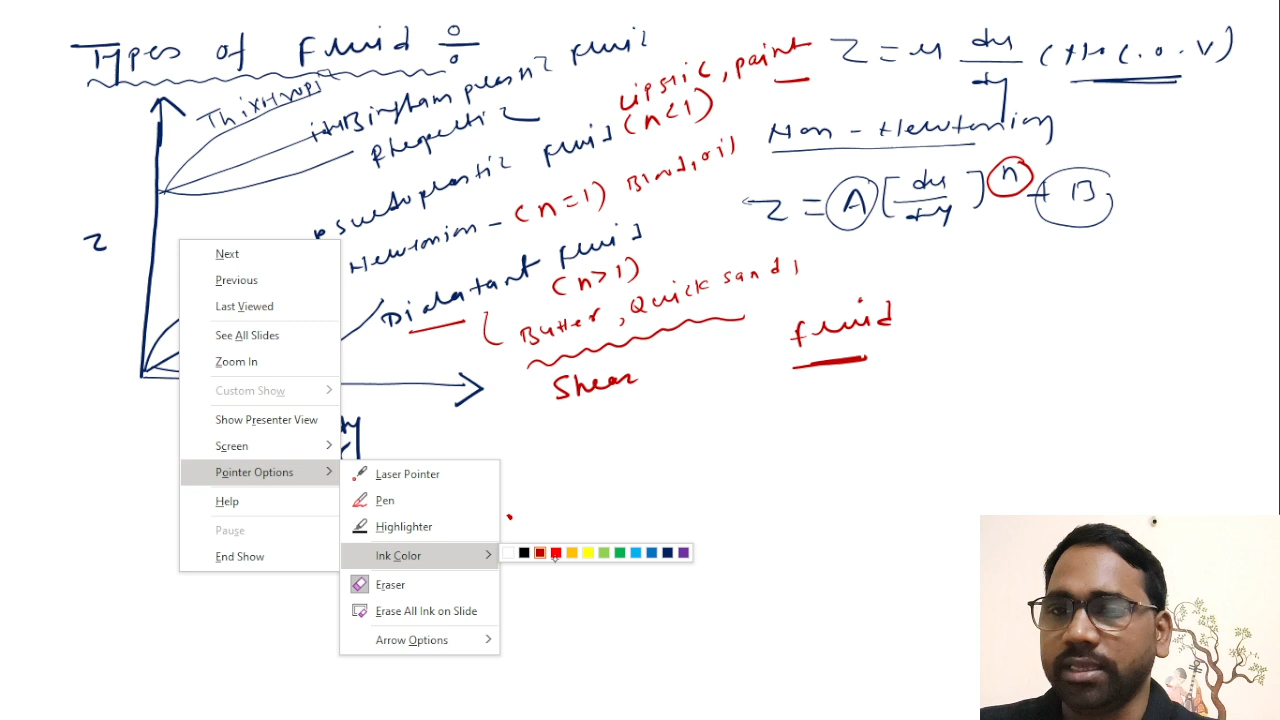 Types of Fluid
Thixotropic
Bingham plastic fluid
Rheopectic
Lipstic, paint
Pseudoplastic fluid (n<1)
Newtonian - (n=1) Blood, oil
Dialatant fluid
(n>1)
( Butter, Quick sand,
Shear
fluid
τ = μ du/dy (N.C.O.V)
Non - Newtonian
τ = A [du/dy]^n + B
τ
Next
Previous
Last Viewed
See All Slides
Zoom In
Custom Show
Show Presenter View
Screen
Pointer Options
Help
Pause
End Show
Laser Pointer
Pen
Highlighter
Ink Color
Eraser
Erase All Ink on Slide
Arrow Options